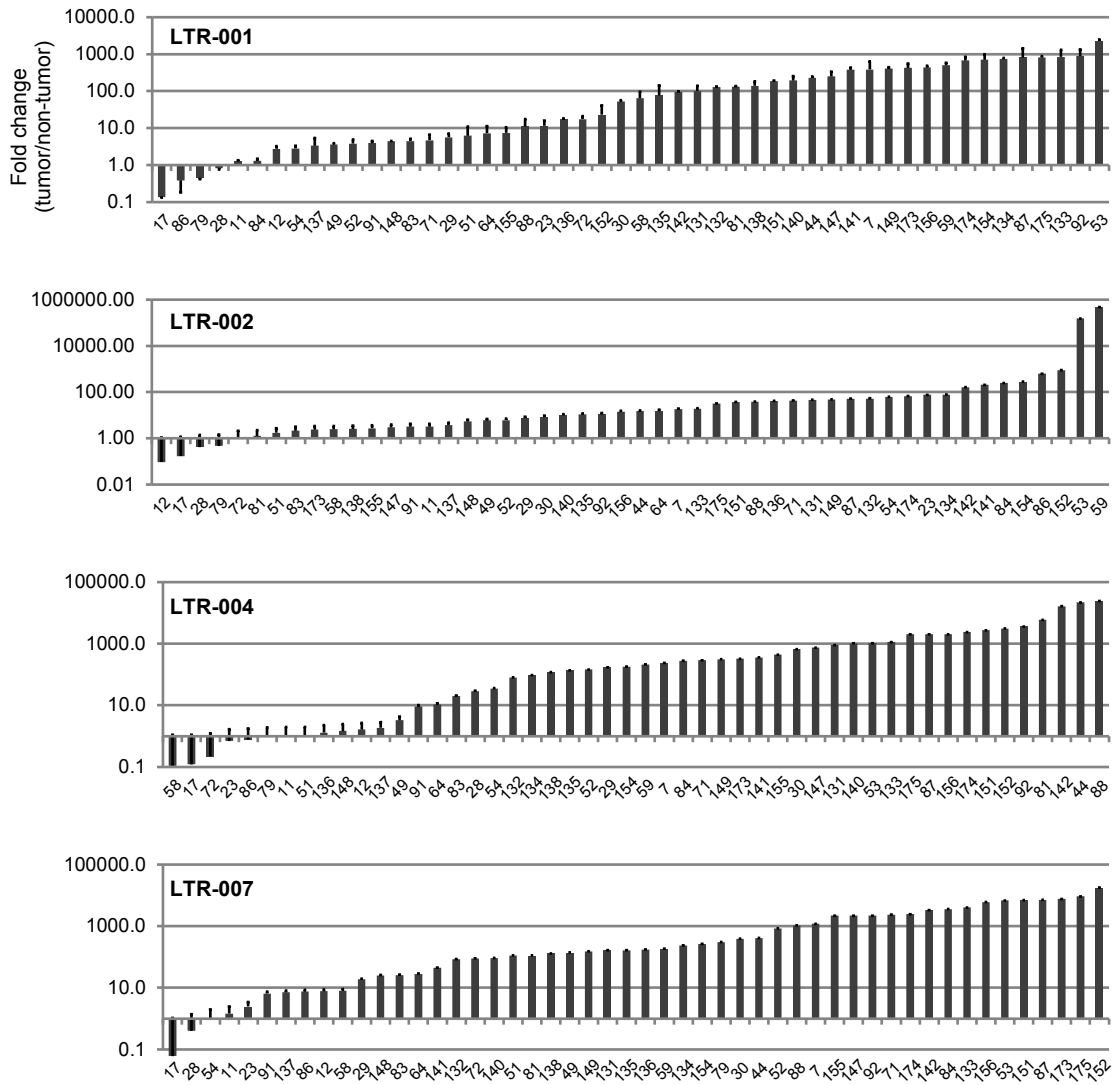 Fold change
(tumor/non-tumor)
10000.0
LTR-001
1000.0
100.0
10.0
1.0
0.1
17 86 79 28 11 84 12 54 137 49 52 91 148 83 71 29 51 64 155 88 23 136 72 152 30 58 135 142 131 132 81 138 151 140 44 147 141 7 149 173 156 59 174 154 134 87 175 133 92 53
1000000.00
LTR-002
10000.00
100.00
1.00
0.01
12 17 28 79 72 81 51 83 173 58 138 155 147 91 11 137 148 49 52 29 30 140 135 92 156 44 64 7 133 175 151 88 136 71 131 149 87 132 54 174 23 134 142 141 84 154 86 152 53 59
100000.0
LTR-004
1000.0
10.0
0.1
58 17 72 23 86 79 11 51 136 148 12 137 49 91 64 83 28 54 132 134 138 135 52 29 154 59 7 84 71 149 173 141 155 30 147 131 140 53 133 175 87 156 174 151 152 92 81 142 44 88
100000.0
LTR-007
1000.0
10.0
0.1
17 28 54 11 23 91 137 86 12 58 29 148 83 64 141 132 72 140 51 81 138 49 149 131 135 136 59 134 154 79 30 44 52 88 7 155 147 92 71 174 142 84 133 156 53 151 87 173 175 152